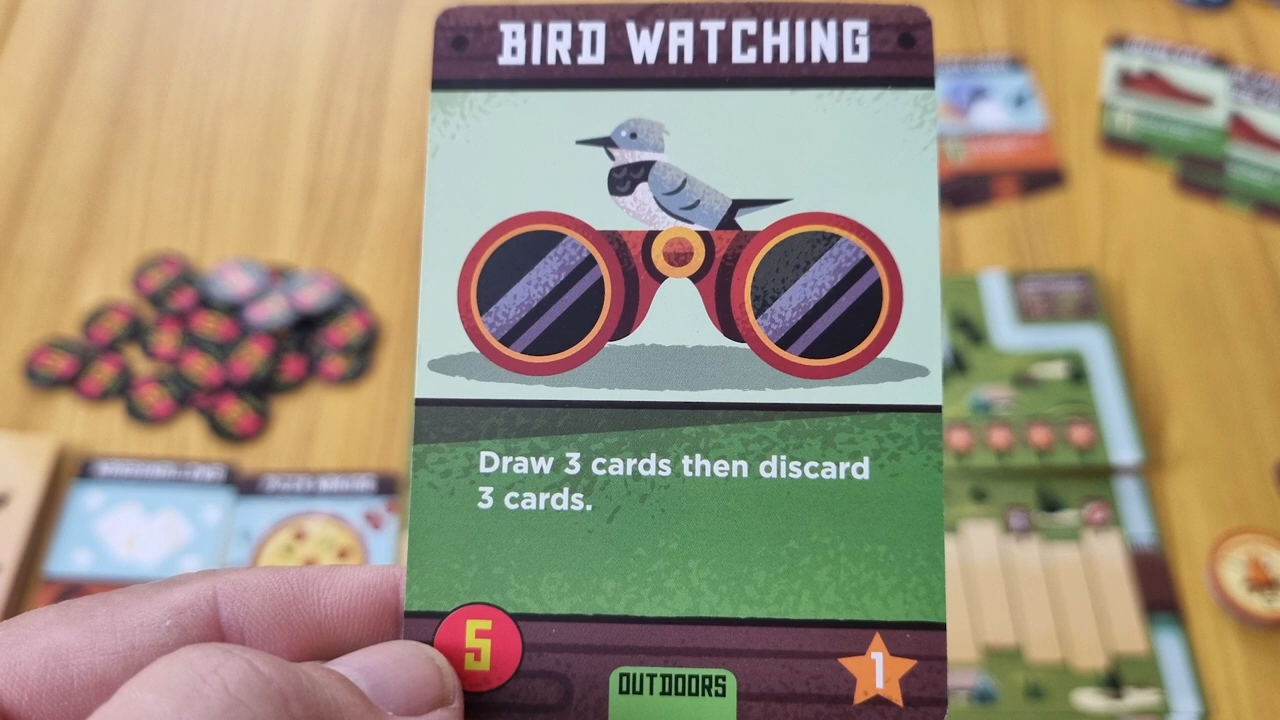 BIRD WATCHING
Draw 3 cards then discard
3 cards.
5
OUTDOORS
1